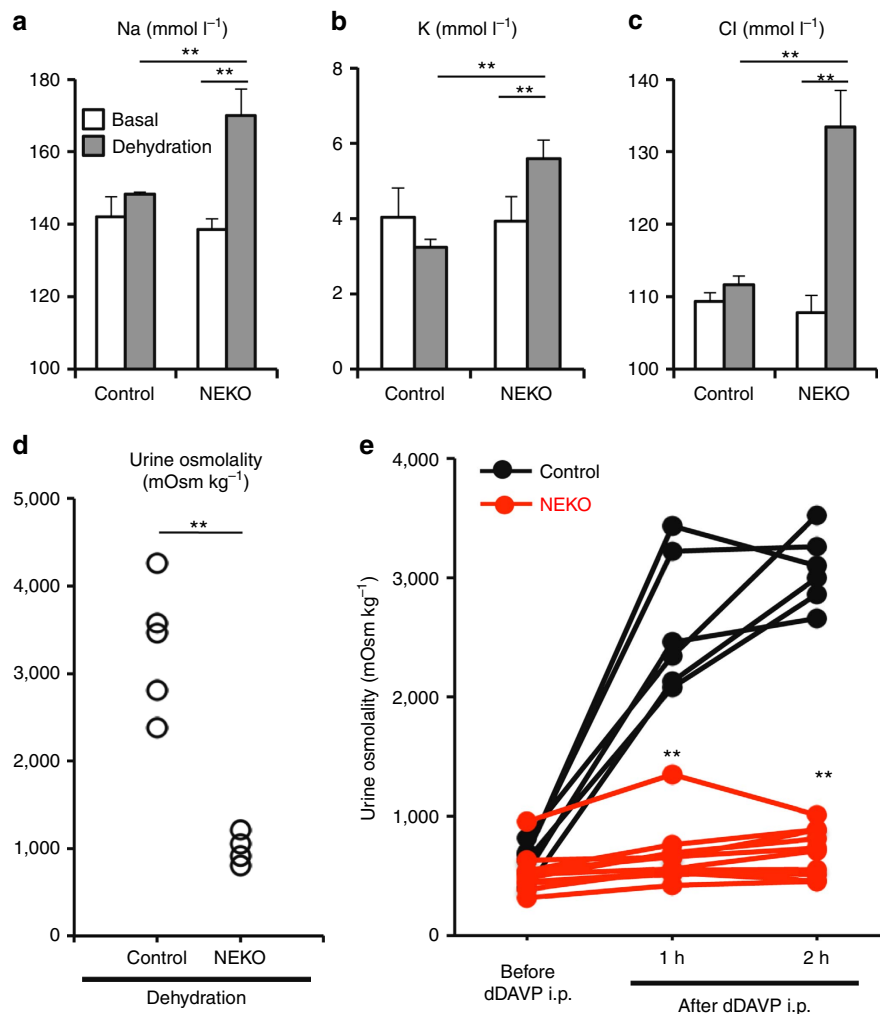 a
Na (mmol l⁻¹)
**
**
180
160
140
120
100
Basal
Dehydration
Control
NEKO
b
K (mmol l⁻¹)
**
**
8
6
4
2
0
Control
NEKO
c
Cl (mmol l⁻¹)
**
**
140
130
120
110
100
Control
NEKO
d
Urine osmolality
(mOsm kg⁻¹)
**
5,000
4,000
3,000
2,000
1,000
0
Control
NEKO
Dehydration
e
Urine osmolality (mOsm kg⁻¹)
4,000
3,000
2,000
1,000
0
Control
NEKO
**
**
Before
dDAVP i.p.
1 h
2 h
After dDAVP i.p.